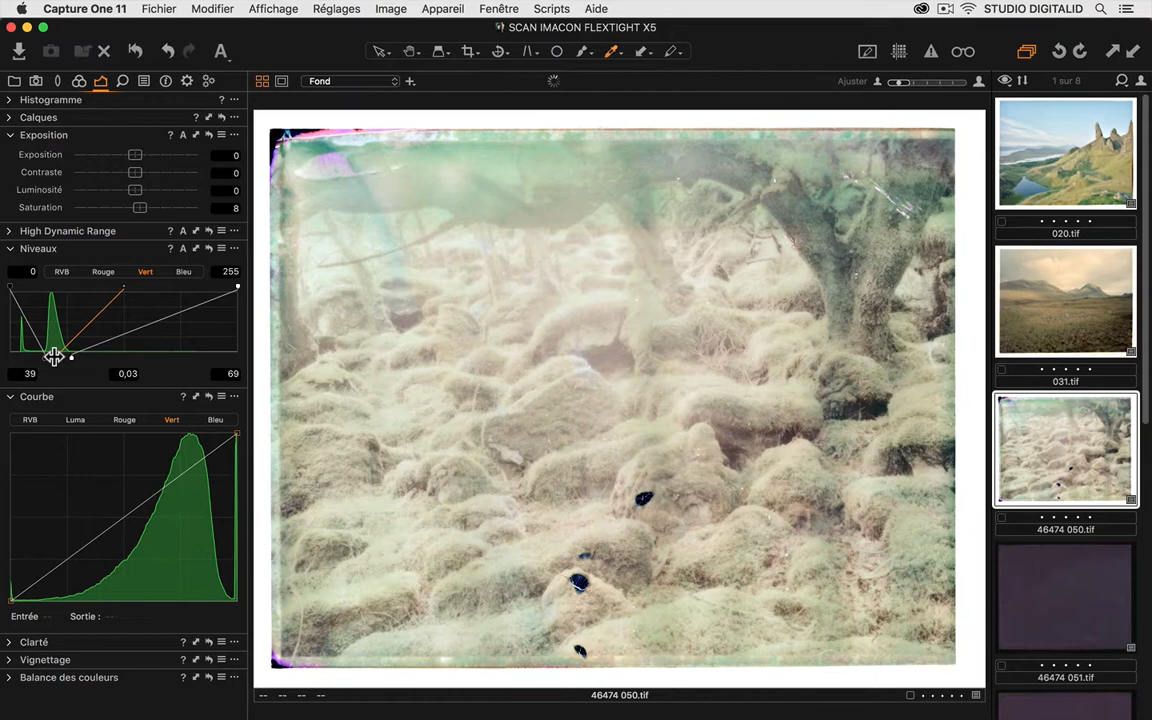 Capture One 11 Fichier Modifier Affichage Réglages Image Appareil Fenêtre Scripts Aide STUDIO DIGITALID
SCAN IMACON FLEXTIGHT X5
Fond
Ajuster
1 sur 8
Histogramme ? ...
Calques ?
Exposition ? A
Exposition 0
Contraste 0
Luminosité 0
Saturation 8
High Dynamic Range ? A
Niveaux ? A
0 RVB Rouge Vert Bleu 255
39 0,03 69
Courbe ?
RVB Luma Rouge Vert Bleu
Entrée -- Sortie : --
Clarté ?
Vignettage ?
Balance des couleurs ?
-- -- -- --
46474 050.tif
020.tif
031.tif
46474 050.tif
46474 051.tif